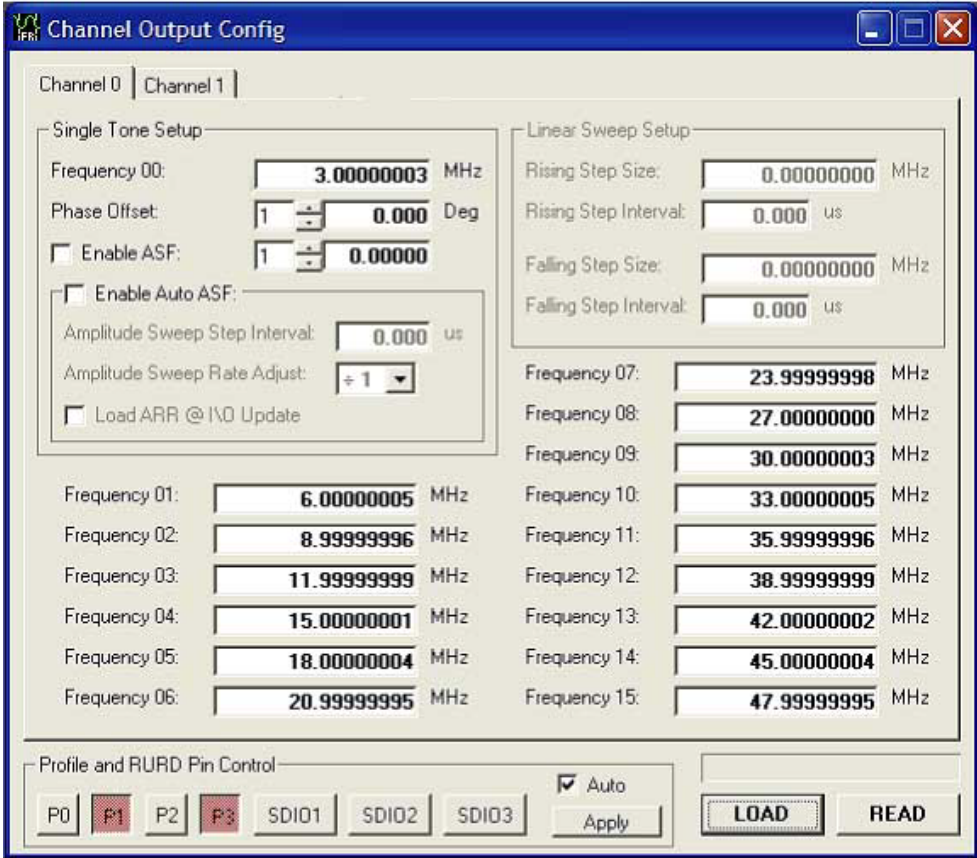 Channel Output Config
Channel 0 Channel 1
Single Tone Setup
Frequency 00: 3.00000003 MHz
Phase Offset: 1 0.000 Deg
Enable ASF: 1 0.00000
Enable Auto ASF:
Amplitude Sweep Step Interval: 0.000 us
Amplitude Sweep Rate Adjust: ÷ 1
Load ARR @ I\O Update
Linear Sweep Setup
Rising Step Size: 0.00000000 MHz
Rising Step Interval: 0.000 us
Falling Step Size: 0.00000000 MHz
Falling Step Interval: 0.000 us
Frequency 01: 6.00000005 MHz
Frequency 02: 8.99999996 MHz
Frequency 03: 11.99999999 MHz
Frequency 04: 15.00000001 MHz
Frequency 05: 18.00000004 MHz
Frequency 06: 20.99999995 MHz
Frequency 07: 23.99999998 MHz
Frequency 08: 27.00000000 MHz
Frequency 09: 30.00000003 MHz
Frequency 10: 33.00000005 MHz
Frequency 11: 35.99999996 MHz
Frequency 12: 38.99999999 MHz
Frequency 13: 42.00000002 MHz
Frequency 14: 45.00000004 MHz
Frequency 15: 47.99999995 MHz
Profile and RURD Pin Control
P0 P1 P2 P3 SDIO1 SDIO2 SDIO3
Auto
Apply
LOAD READ